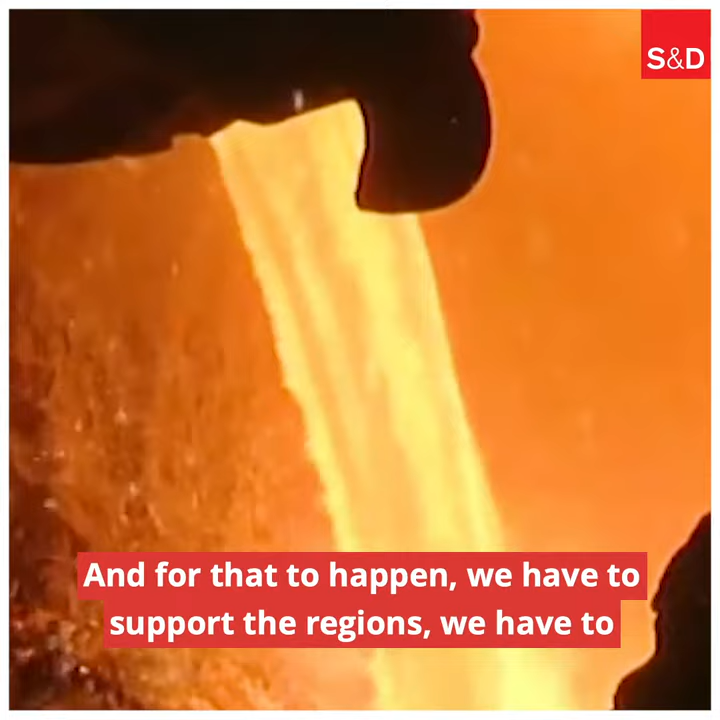 S&D
And for that to happen, we have to
support the regions, we have to